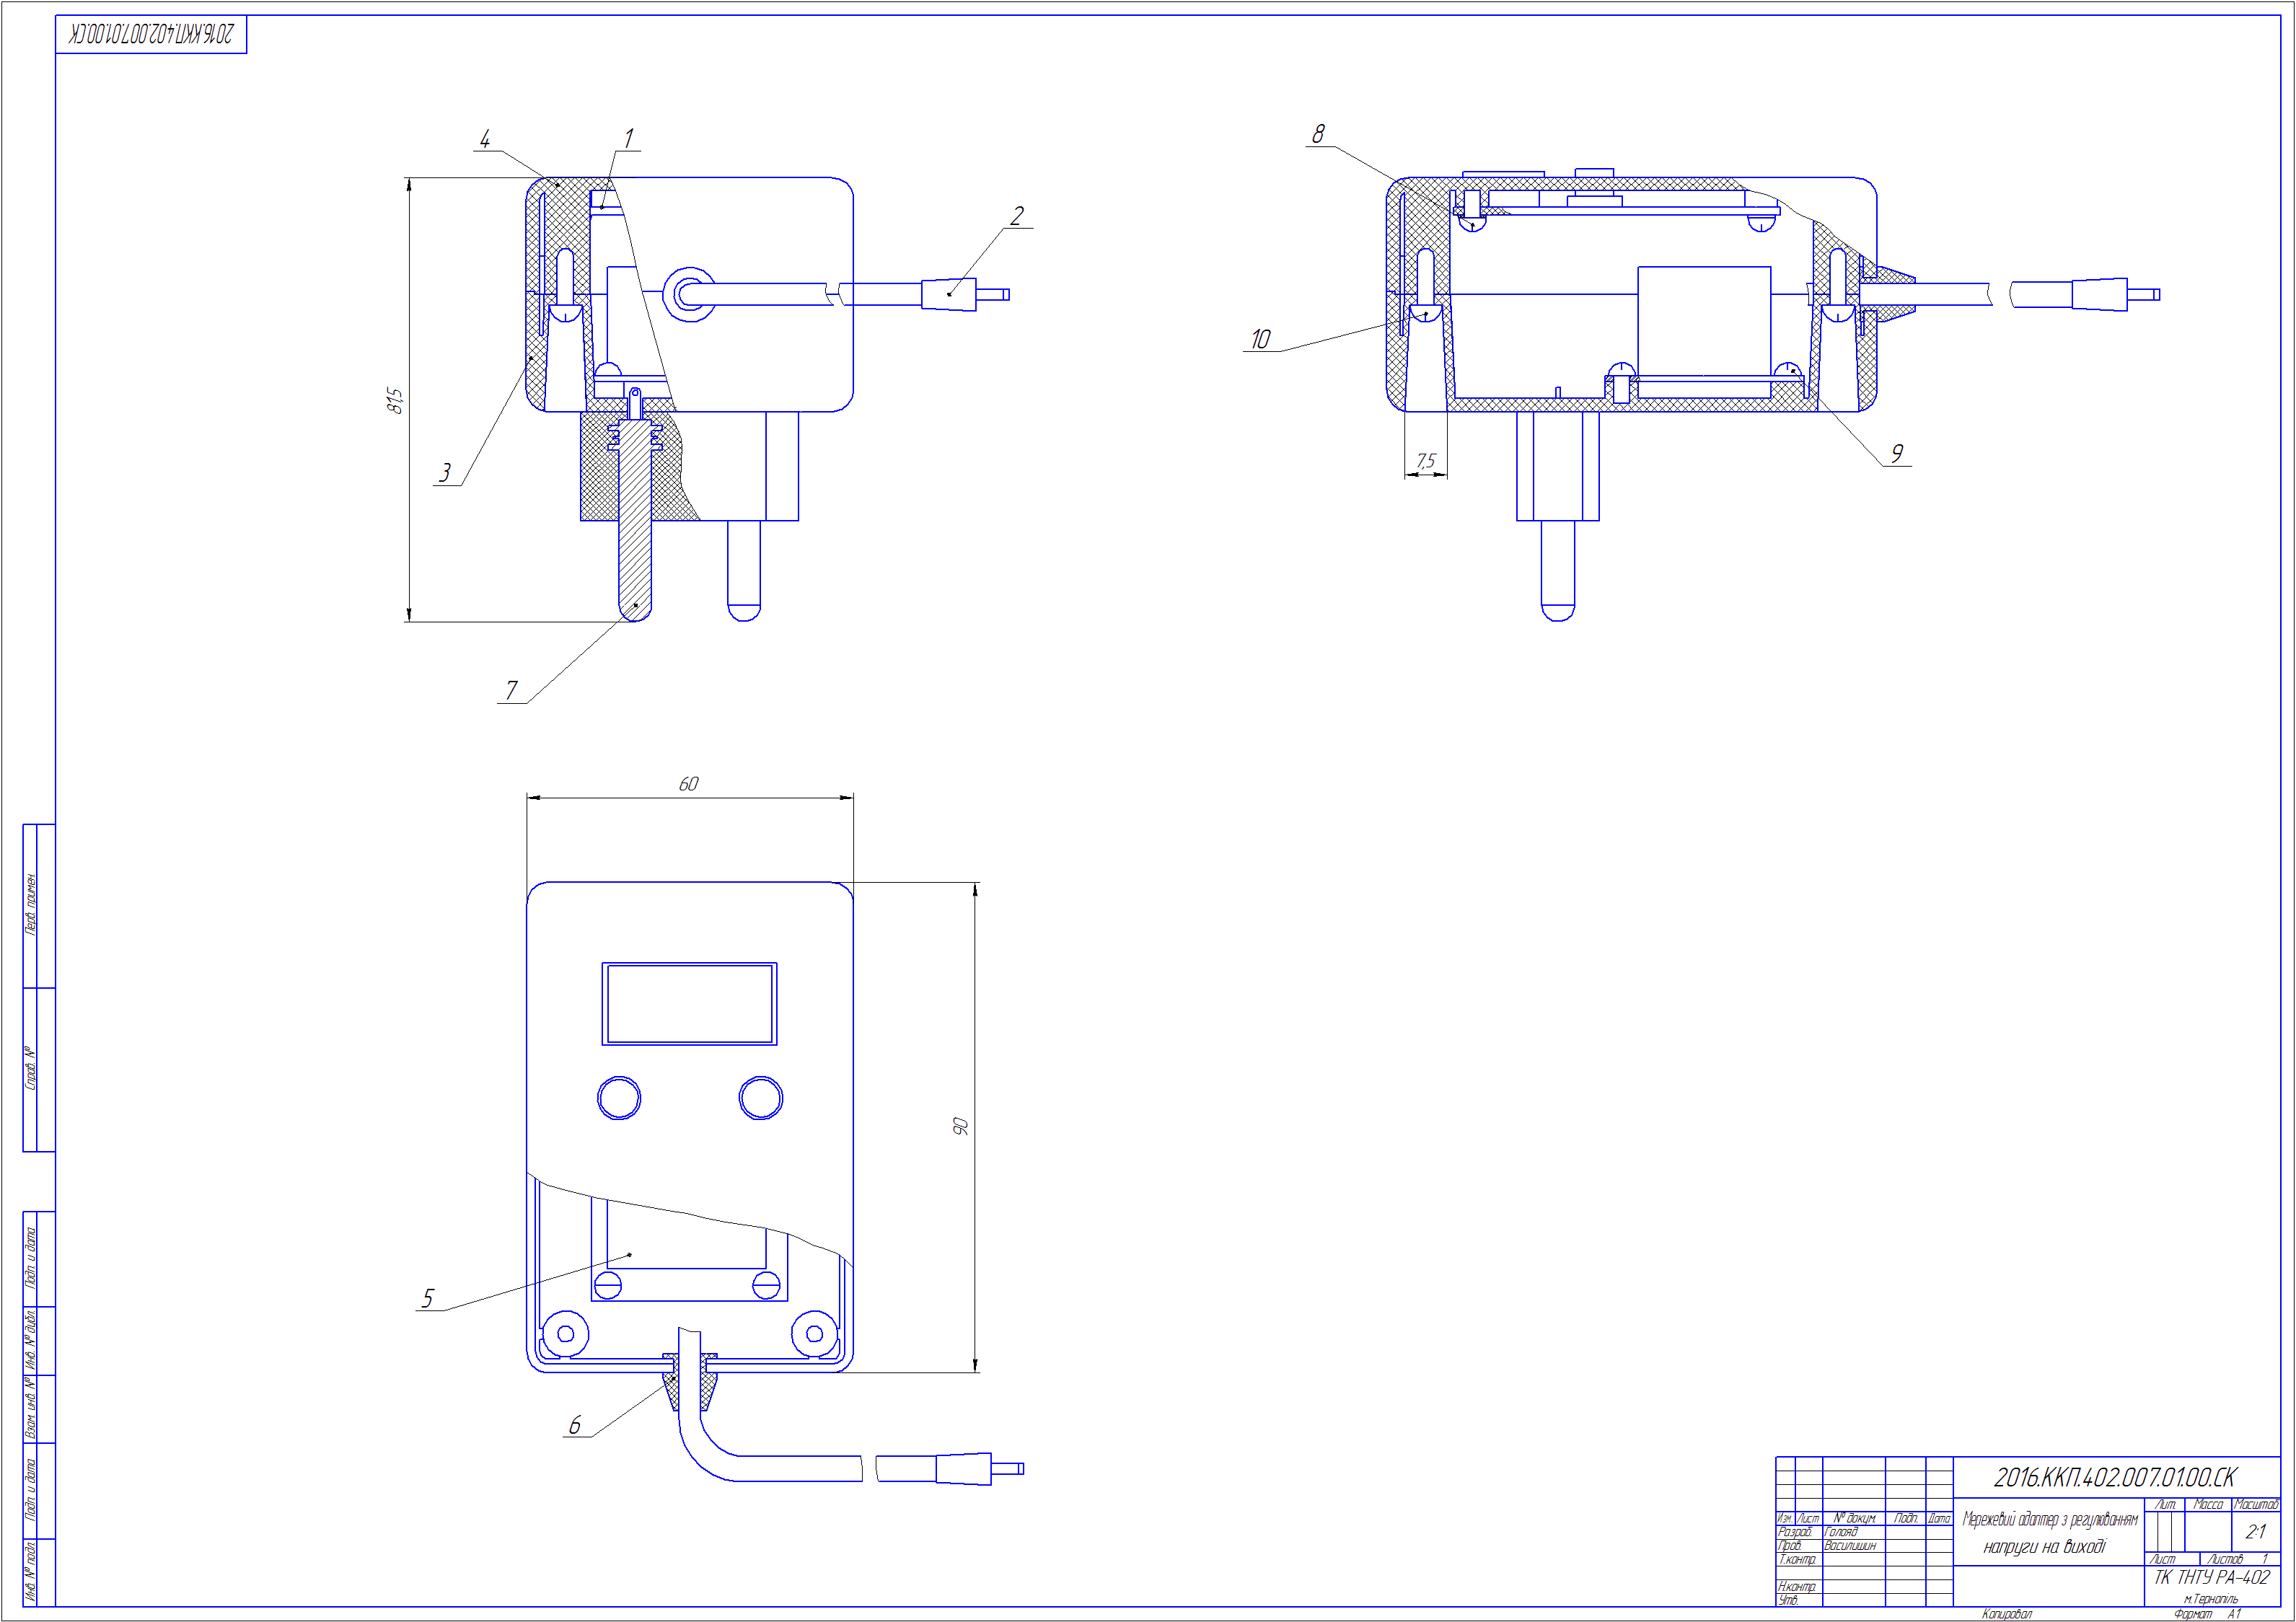 2016.ККП.402.007.01.00.СК
4
1
2
8
10
81,5
3
7,5
9
7
60
90
5
6
Перв. примен.
Справ. №
Подп. и дата
Инв. № дубл.
Взам. инв. №
Подп. и дата
Инв. № подл.
2016.ККП.402.007.01.00.СК
Лит. Масса Масштаб
Изм. Лист № докум. Подп. Дата
Разраб. Голояд
Пров. Василишин
Т.контр.
Н.контр.
Утв.
Мережевий адаптер з регулюванням
напруги на виході
2:1
Лист Листов 1
ТК ТНТУ РА-402
м.Тернопіль
Копировал Формат А1